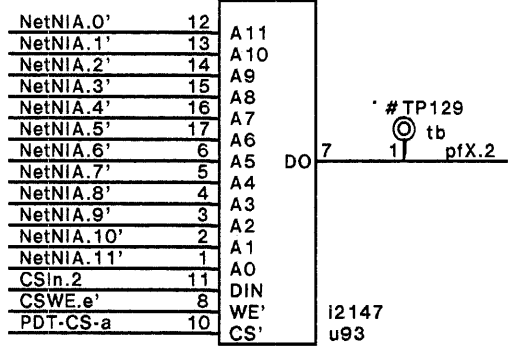 NetNIA.0' 12 A11
NetNIA.1' 13 A10
NetNIA.2' 14 A9
NetNIA.3' 15 A8
NetNIA.4' 16 A7
NetNIA.5' 17 A6
NetNIA.6' 6 A5 DO 7 1 pfX.2
NetNIA.7' 5 A4
NetNIA.8' 4 A3
NetNIA.9' 3 A2
NetNIA.10' 2 A1
NetNIA.11' 1 A0
CSIn.2 11 DIN
CSWE.e' 8 WE' i2147
PDT-CS-a 10 CS' u93
#TP129
tb